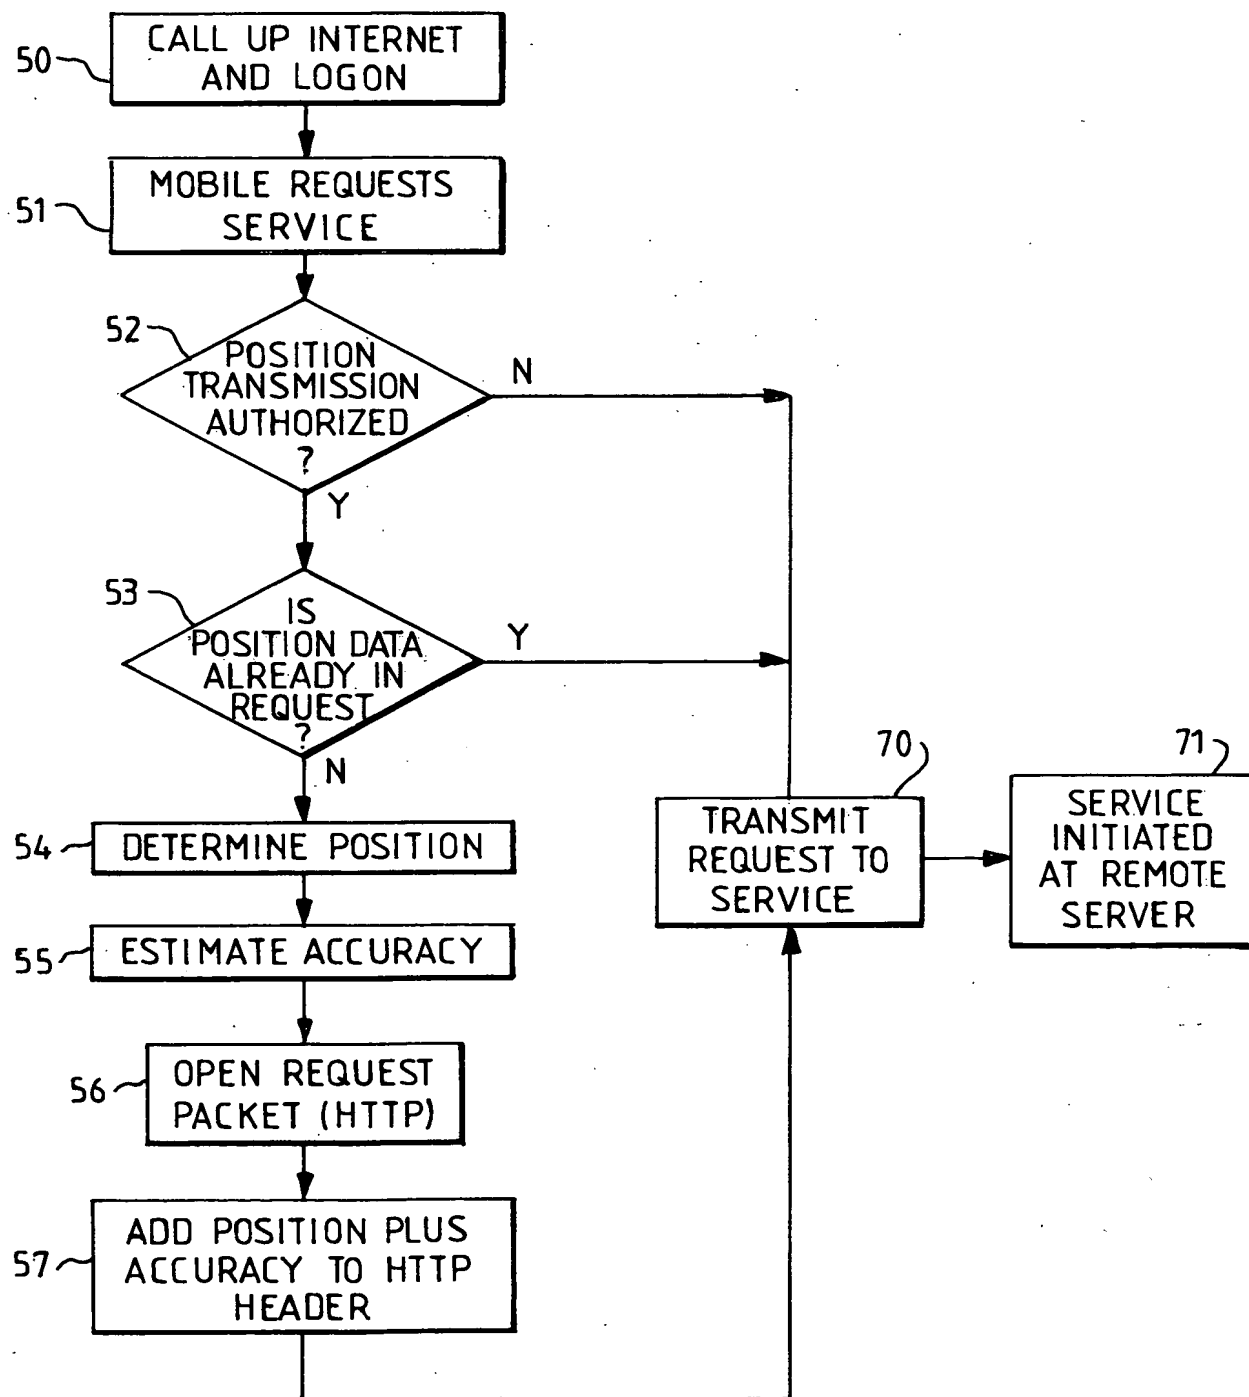 50
CALL UP INTERNET
AND LOGON
51
MOBILE REQUESTS
SERVICE
52
POSITION
TRANSMISSION
AUTHORIZED
?
N
Y
53
IS
POSITION DATA
ALREADY IN
REQUEST
?
Y
N
54
DETERMINE POSITION
55
ESTIMATE ACCURACY
56
OPEN REQUEST
PACKET (HTTP)
57
ADD POSITION PLUS
ACCURACY TO HTTP
HEADER
70
TRANSMIT
REQUEST TO
SERVICE
71
SERVICE
INITIATED
AT REMOTE
SERVER